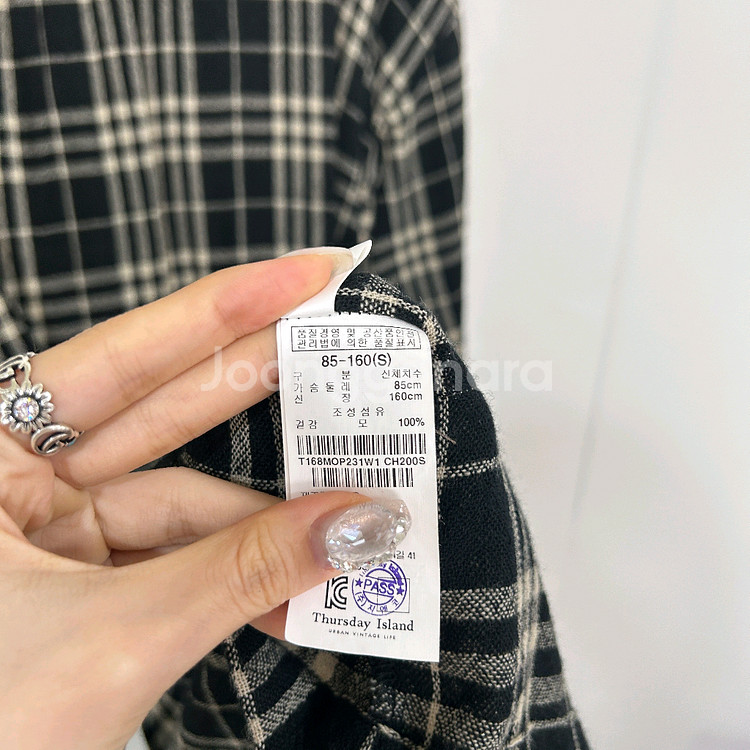 품질경영 및 공산품안전
관리법에 의한 품질표시
85-160(S)
구 분 신체치수
가슴둘레 85cm
신 장 160cm
조성섬유
겉감 모 100%
T168MOP231W1 CH200S
길 41
PASS
Thursday Island
URBAN VINTAGE LIFE